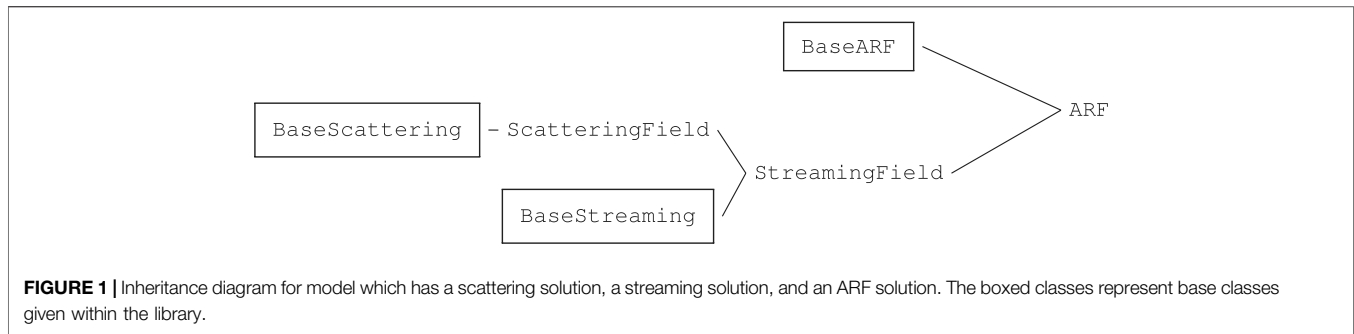 BaseARF
ARF
BaseScattering – ScatteringField
StreamingField
BaseStreaming
FIGURE 1 | Inheritance diagram for model which has a scattering solution, a streaming solution, and an ARF solution. The boxed classes represent base classes
given within the library.